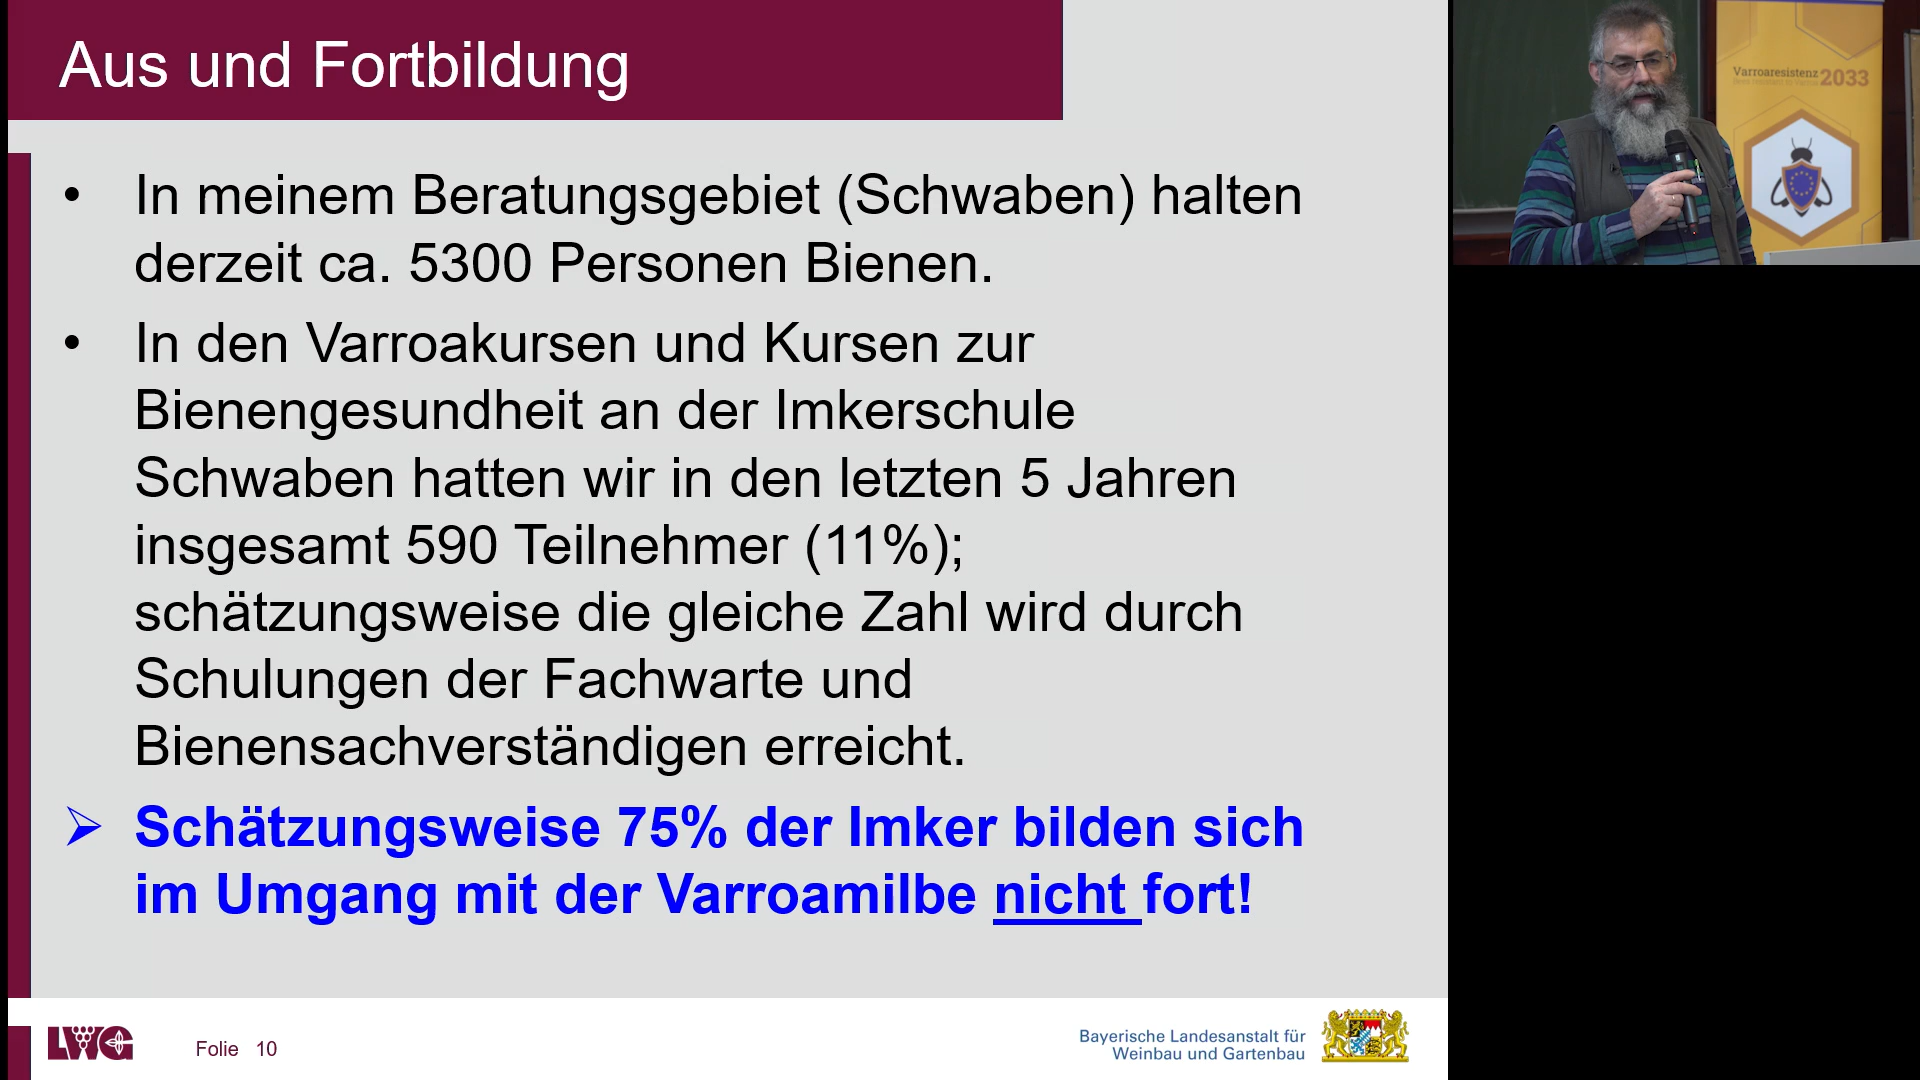 Aus und Fortbildung
• In meinem Beratungsgebiet (Schwaben) halten
derzeit ca. 5300 Personen Bienen.
• In den Varroakursen und Kursen zur
Bienengesundheit an der Imkerschule
Schwaben hatten wir in den letzten 5 Jahren
insgesamt 590 Teilnehmer (11%);
schätzungsweise die gleiche Zahl wird durch
Schulungen der Fachwarte und
Bienensachverständigen erreicht.
➢ Schätzungsweise 75% der Imker bilden sich
im Umgang mit der Varroamilbe nicht fort!
LWG
Folie 10
Bayerische Landesanstalt für
Weinbau und Gartenbau
Varroaresistenz 2033